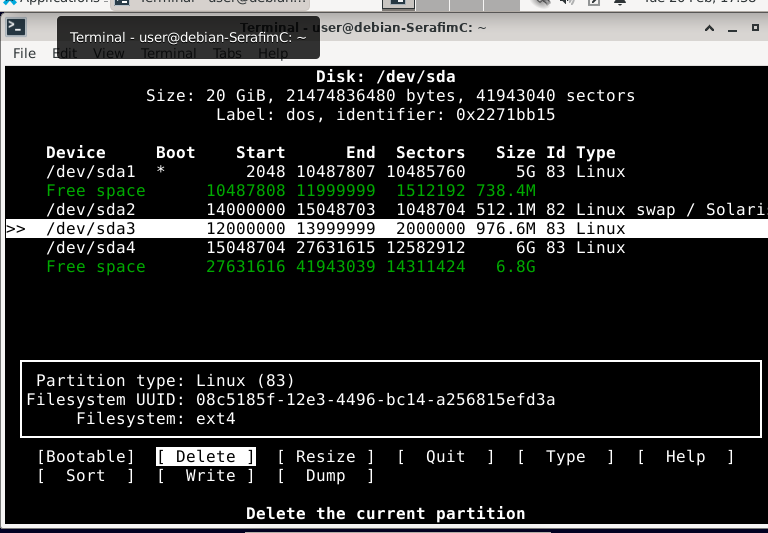 Applications
Terminal - user@debian...
Tue 20 Feb, 17:38
Terminal - user@debian-SerafimC: ~
Terminal - user@debian-SerafimC: ~
File Edit View Terminal Tabs Help
Disk: /dev/sda
Size: 20 GiB, 21474836480 bytes, 41943040 sectors
Label: dos, identifier: 0x2271bb15
Device Boot Start End Sectors Size Id Type
/dev/sda1 * 2048 10487807 10485760 5G 83 Linux
Free space 10487808 11999999 1512192 738.4M
/dev/sda2 14000000 15048703 1048704 512.1M 82 Linux swap / Solaris
>> /dev/sda3 12000000 13999999 2000000 976.6M 83 Linux
/dev/sda4 15048704 27631615 12582912 6G 83 Linux
Free space 27631616 41943039 14311424 6.8G
Partition type: Linux (83)
Filesystem UUID: 08c5185f-12e3-4496-bc14-a256815efd3a
Filesystem: ext4
[Bootable] [ Delete ] [ Resize ] [ Quit ] [ Type ] [ Help ]
[ Sort ] [ Write ] [ Dump ]
Delete the current partition